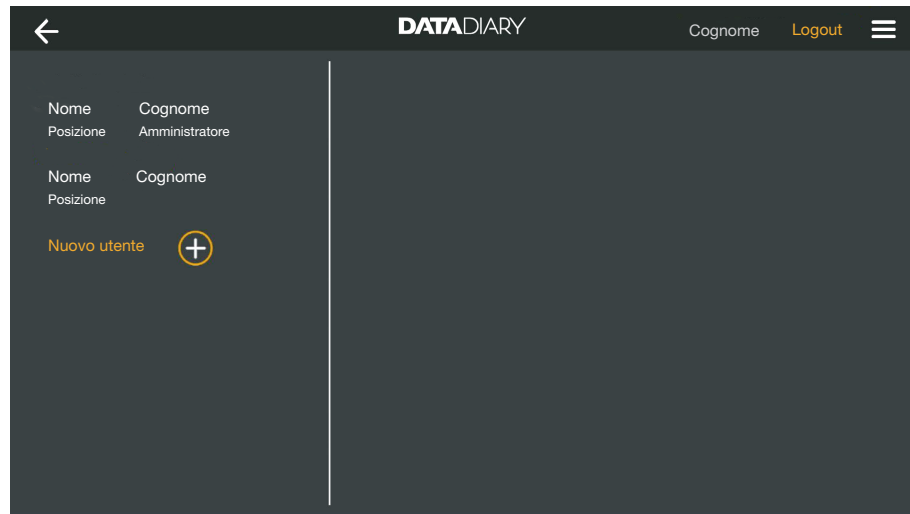 DATADIARY
Cognome Logout
Nome Cognome
Posizione Amministratore
Nome Cognome
Posizione
Nuovo utente